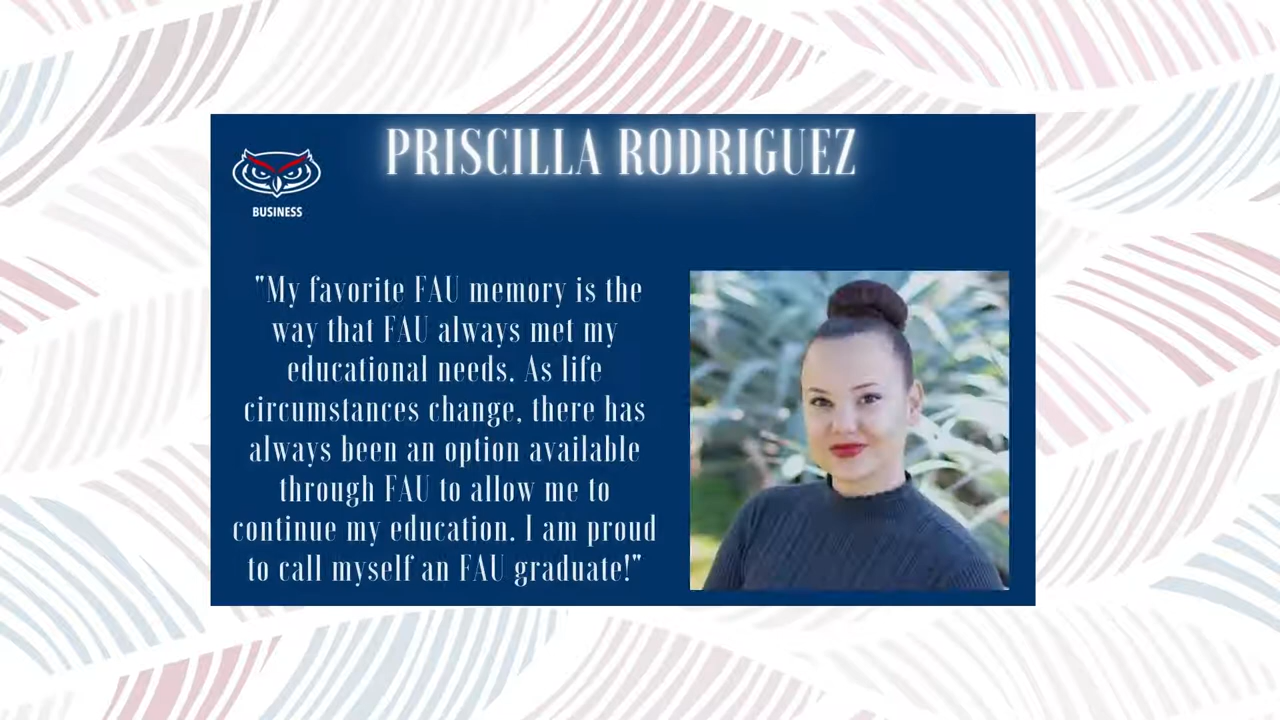 PRISCILLA RODRIGUEZ
BUSINESS
"My favorite FAU memory is the
way that FAU always met my
educational needs. As life
circumstances change, there has
always been an option available
through FAU to allow me to
continue my education. I am proud
to call myself an FAU graduate!"